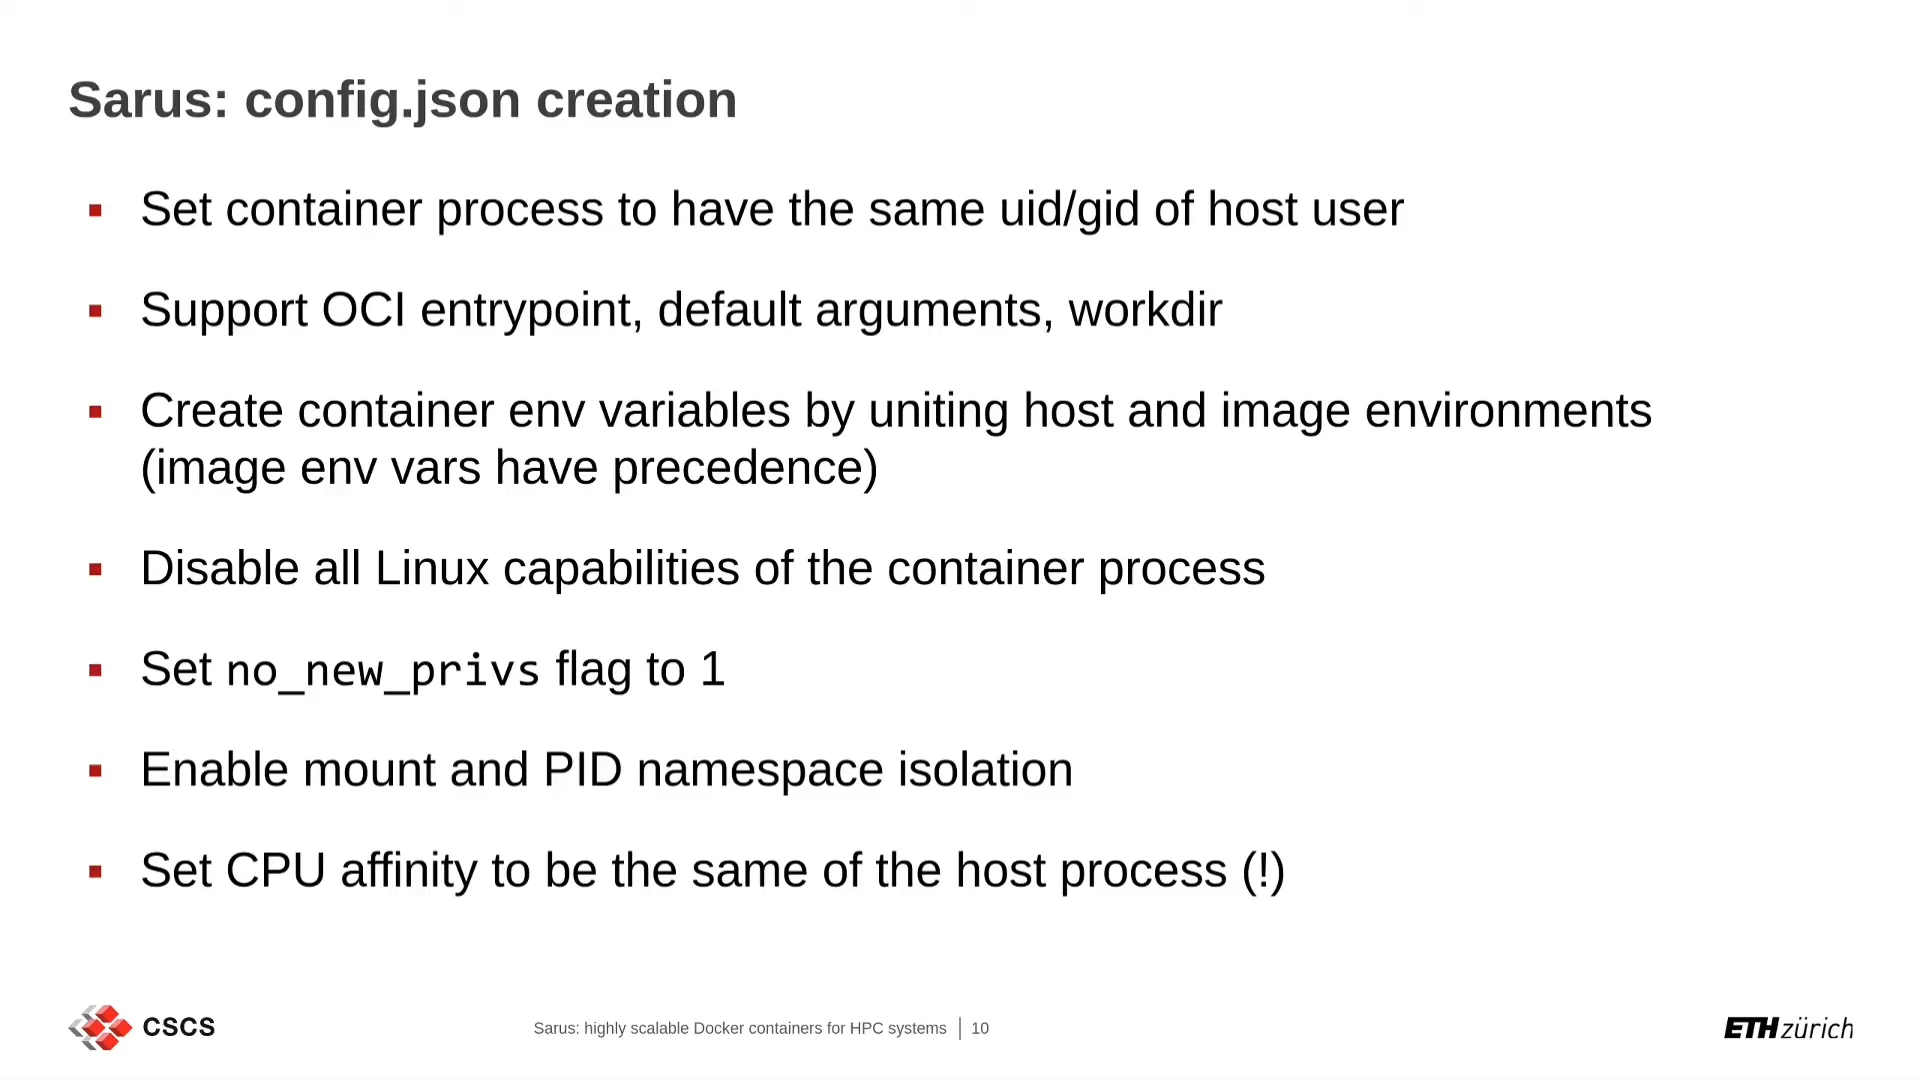 Sarus: config.json creation
▪ Set container process to have the same uid/gid of host user
▪ Support OCI entrypoint, default arguments, workdir
▪ Create container env variables by uniting host and image environments
(image env vars have precedence)
▪ Disable all Linux capabilities of the container process
▪ Set no_new_privs flag to 1
▪ Enable mount and PID namespace isolation
▪ Set CPU affinity to be the same of the host process (!)
CSCS
Sarus: highly scalable Docker containers for HPC systems | 10
ETH zürich